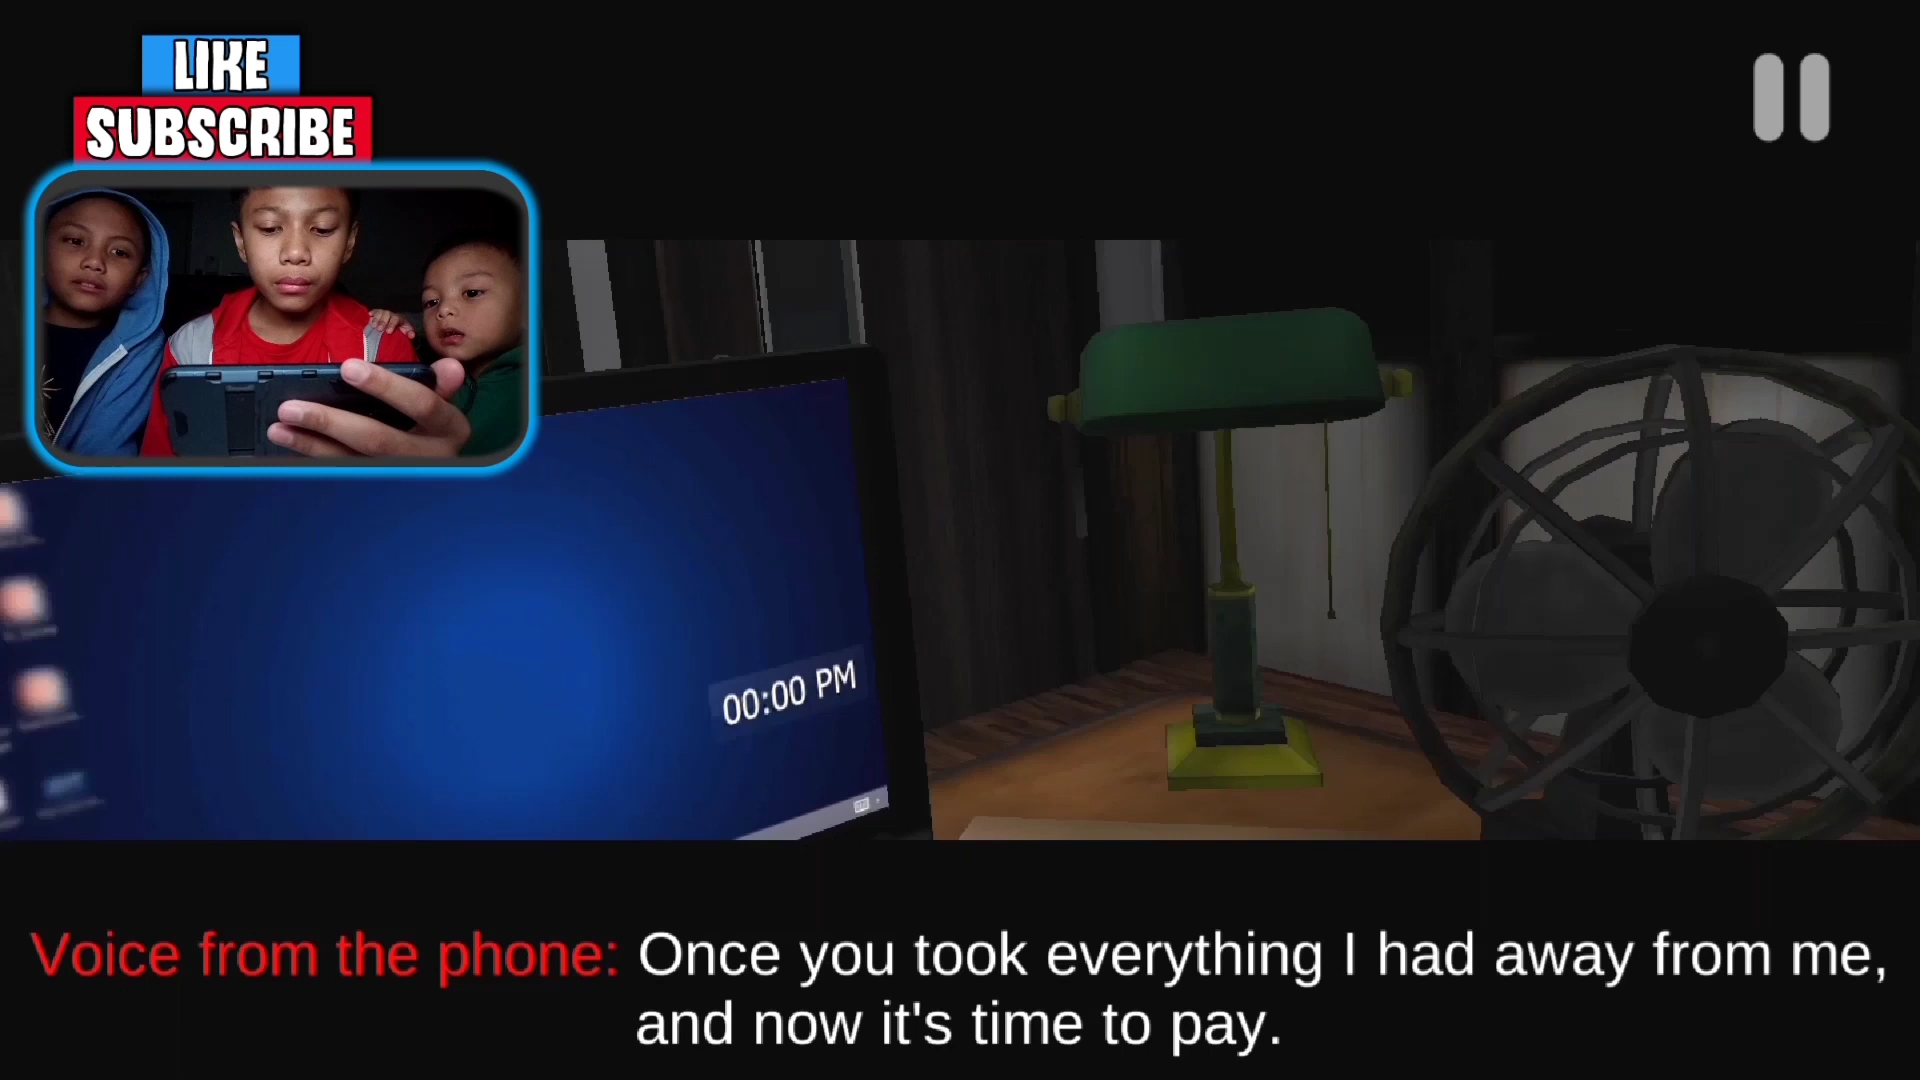 LIKE
SUBSCRIBE
00:00 PM
Voice from the phone: Once you took everything I had away from me,
and now it's time to pay.